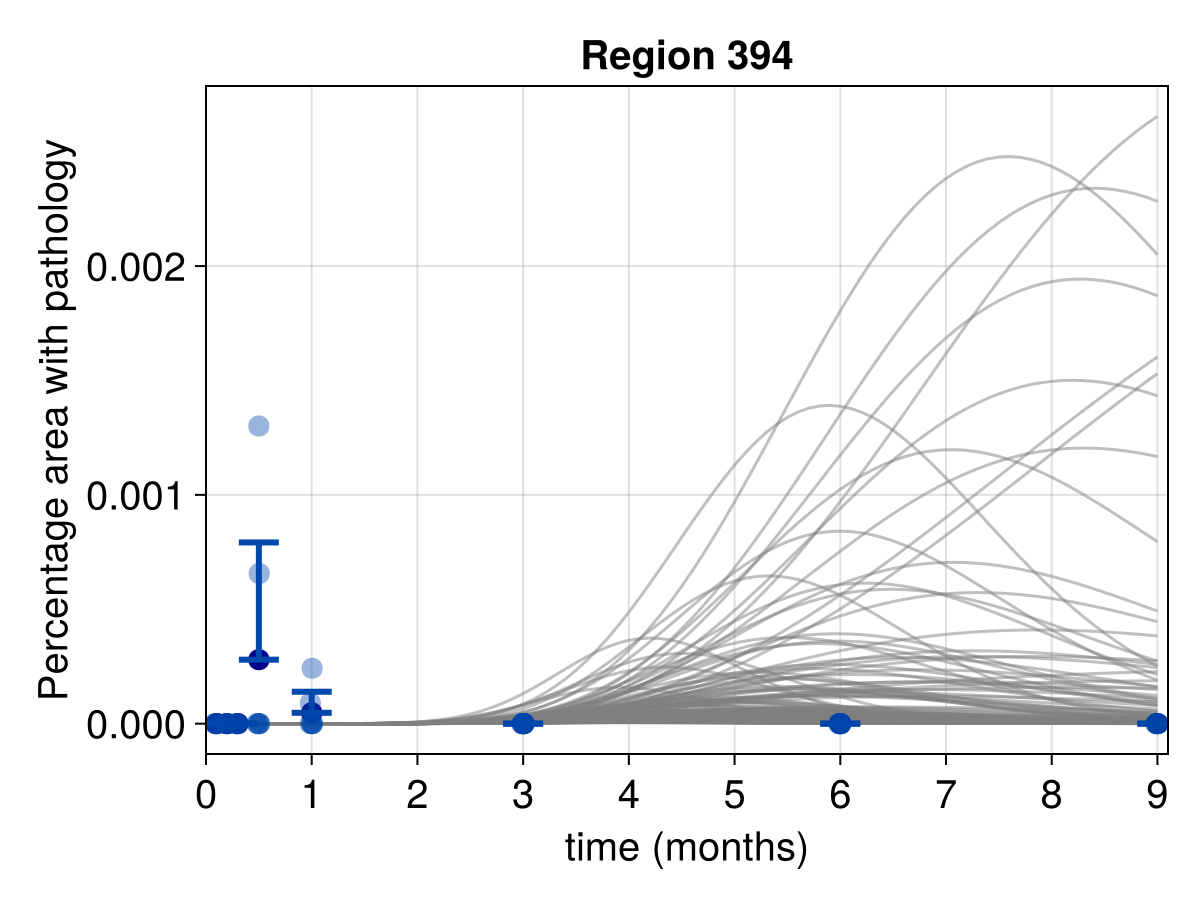 Region 394
Percentage area with pathology
0.002
0.001
0.000
0 1 2 3 4 5 6 7 8 9
time (months)